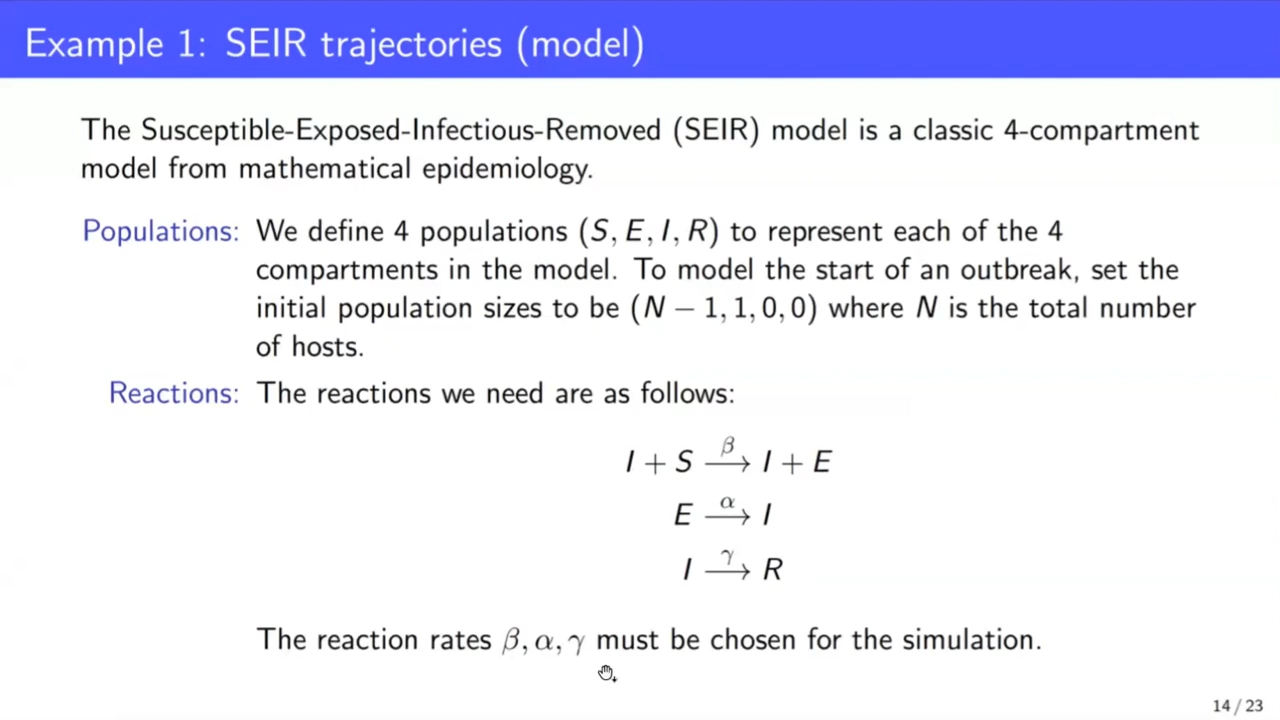 Example 1: SEIR trajectories (model)
The Susceptible-Exposed-Infectious-Removed (SEIR) model is a classic 4-compartment
model from mathematical epidemiology.
Populations: We define 4 populations (S, E, I, R) to represent each of the 4
compartments in the model. To model the start of an outbreak, set the
initial population sizes to be (N − 1, 1, 0, 0) where N is the total number
of hosts.
Reactions: The reactions we need are as follows:
I + S \xrightarrow{β} I + E
E \xrightarrow{α} I
I \xrightarrow{γ} R
The reaction rates β, α, γ must be chosen for the simulation.
14 / 23